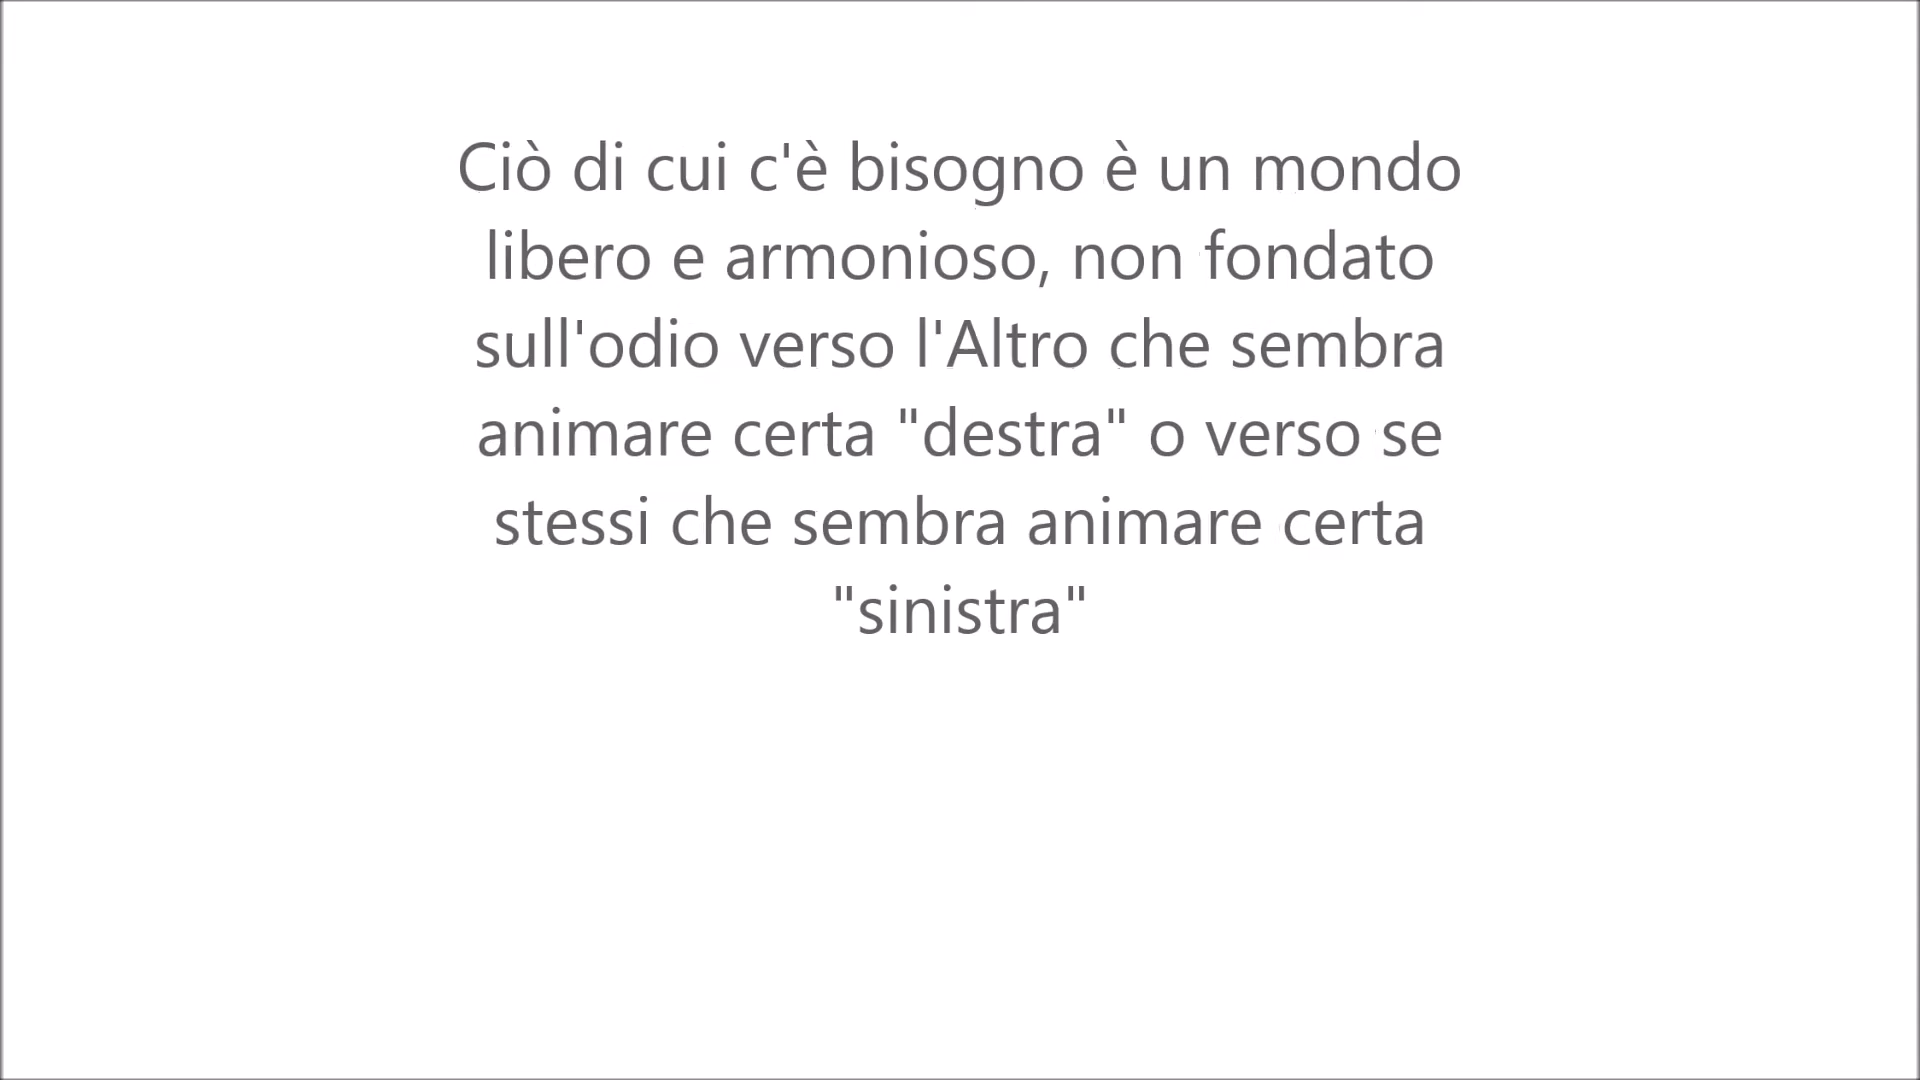 Ciò di cui c'è bisogno è un mondo
libero e armonioso, non fondato
sull'odio verso l'Altro che sembra
animare certa "destra" o verso se
stessi che sembra animare certa
"sinistra"